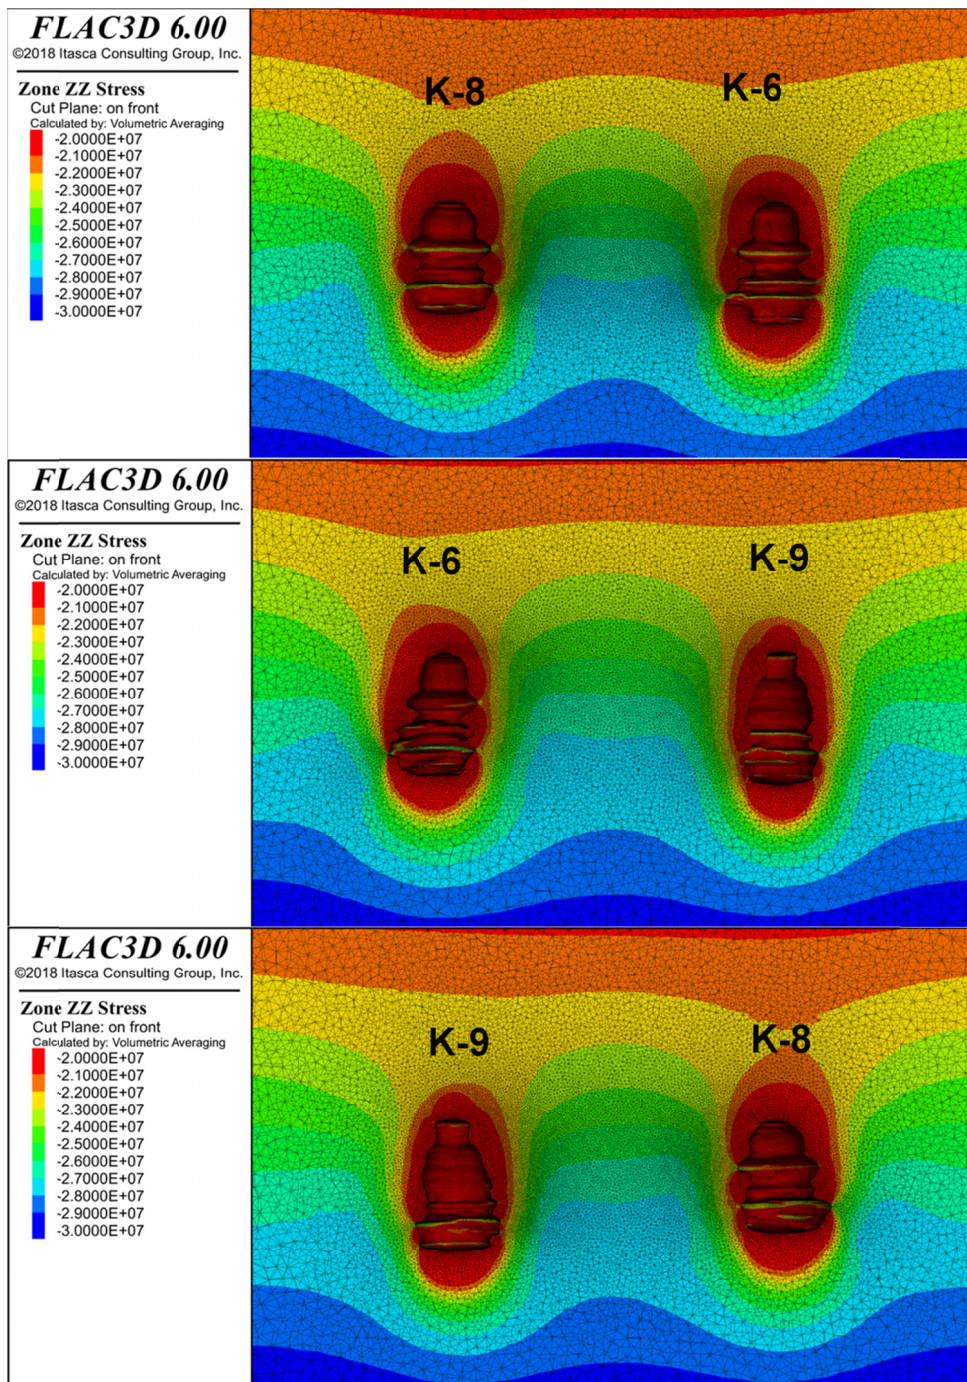 FLAC3D 6.00
©2018 Itasca Consulting Group, Inc.
Zone ZZ Stress
Cut Plane: on front
Calculated by: Volumetric Averaging
-2.0000E+07
-2.1000E+07
-2.2000E+07
-2.3000E+07
-2.4000E+07
-2.5000E+07
-2.6000E+07
-2.7000E+07
-2.8000E+07
-2.9000E+07
-3.0000E+07
K-8
K-6
FLAC3D 6.00
©2018 Itasca Consulting Group, Inc.
Zone ZZ Stress
Cut Plane: on front
Calculated by: Volumetric Averaging
-2.0000E+07
-2.1000E+07
-2.2000E+07
-2.3000E+07
-2.4000E+07
-2.5000E+07
-2.6000E+07
-2.7000E+07
-2.8000E+07
-2.9000E+07
-3.0000E+07
K-6
K-9
FLAC3D 6.00
©2018 Itasca Consulting Group, Inc.
Zone ZZ Stress
Cut Plane: on front
Calculated by: Volumetric Averaging
-2.0000E+07
-2.1000E+07
-2.2000E+07
-2.3000E+07
-2.4000E+07
-2.5000E+07
-2.6000E+07
-2.7000E+07
-2.8000E+07
-2.9000E+07
-3.0000E+07
K-9
K-8